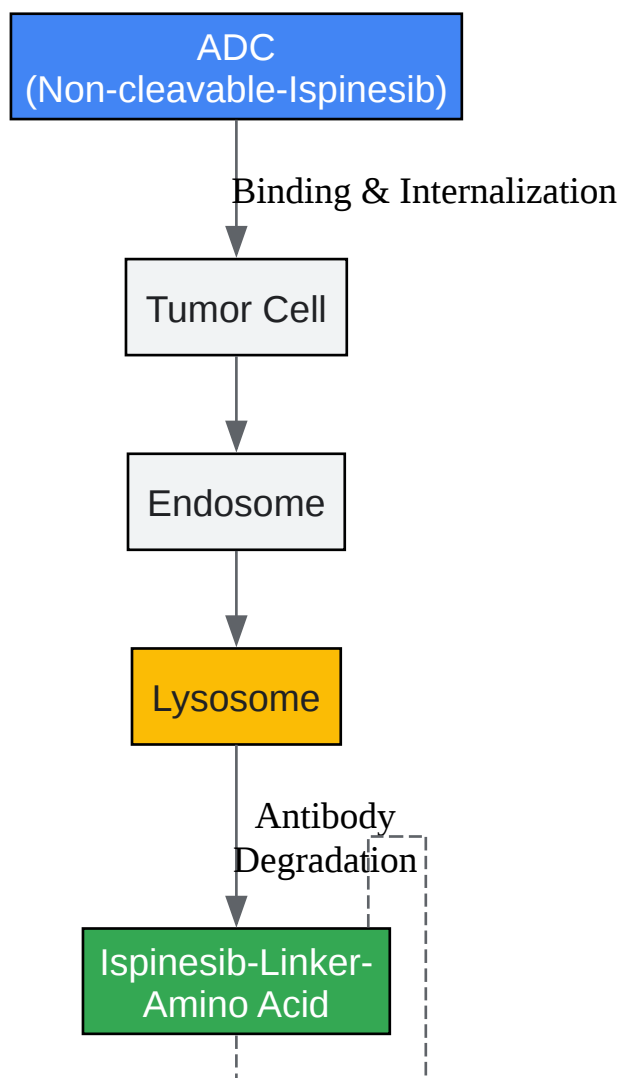 ADC
(Non-cleavable-Ispinesib)
Binding & Internalization
Tumor Cell
Endosome
Lysosome
Antibody
Degradation
Ispinesib-Linker-
Amino Acid